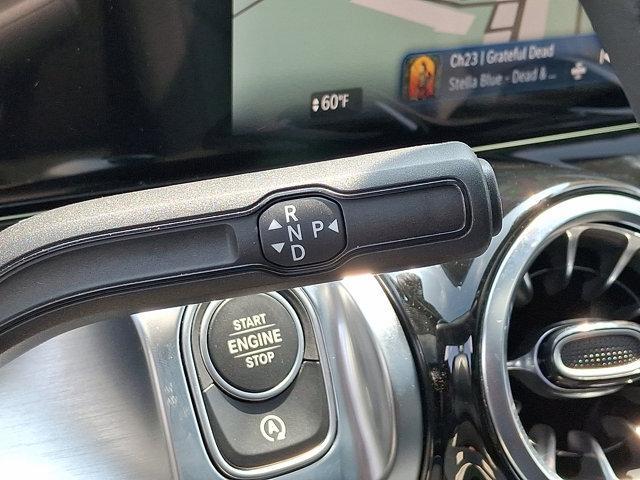 Ch23 | Grateful Dead
Stella Blue - Dead & ...
60°F
R
N P
D
START
ENGINE
STOP
A